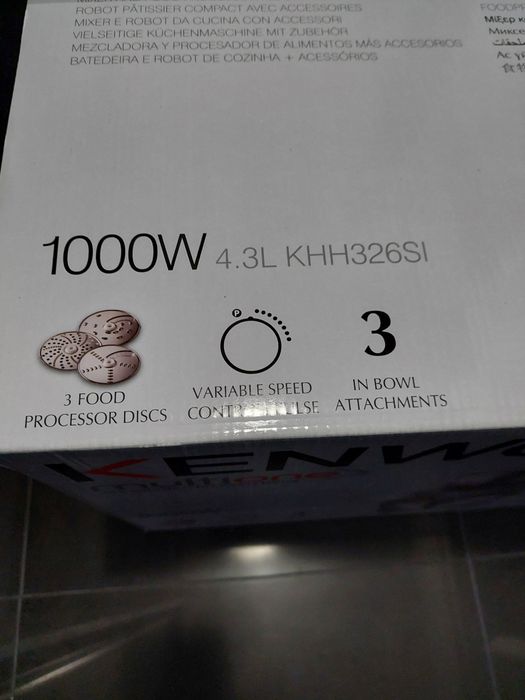 ROBOT PÂTISSIER COMPACT AVEC ACCESSOIRES
MIXER E ROBOT DA CUCINA CON ACCESSORI
VIELSEITIGE KÜCHENMASCHINE MIT ZUBEHÖR
MEZCLADORA Y PROCESADOR DE ALIMENTOS MÁS ACCESORIOS
BATEDEIRA E ROBOT DE COZINHA + ACESSÓRIOS
1000W 4.3L KHH326SI
3 FOOD
PROCESSOR DISCS
P
VARIABLE SPEED
3
IN BOWL
ATTACHMENTS
multione